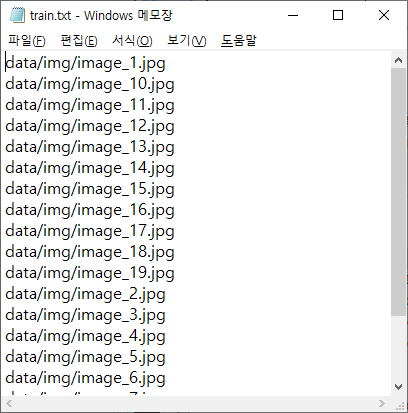 train.txt - Windows 메모장
파일(F) 편집(E) 서식(O) 보기(V) 도움말
data/img/image_1.jpg
data/img/image_10.jpg
data/img/image_11.jpg
data/img/image_12.jpg
data/img/image_13.jpg
data/img/image_14.jpg
data/img/image_15.jpg
data/img/image_16.jpg
data/img/image_17.jpg
data/img/image_18.jpg
data/img/image_19.jpg
data/img/image_2.jpg
data/img/image_3.jpg
data/img/image_4.jpg
data/img/image_5.jpg
data/img/image_6.jpg